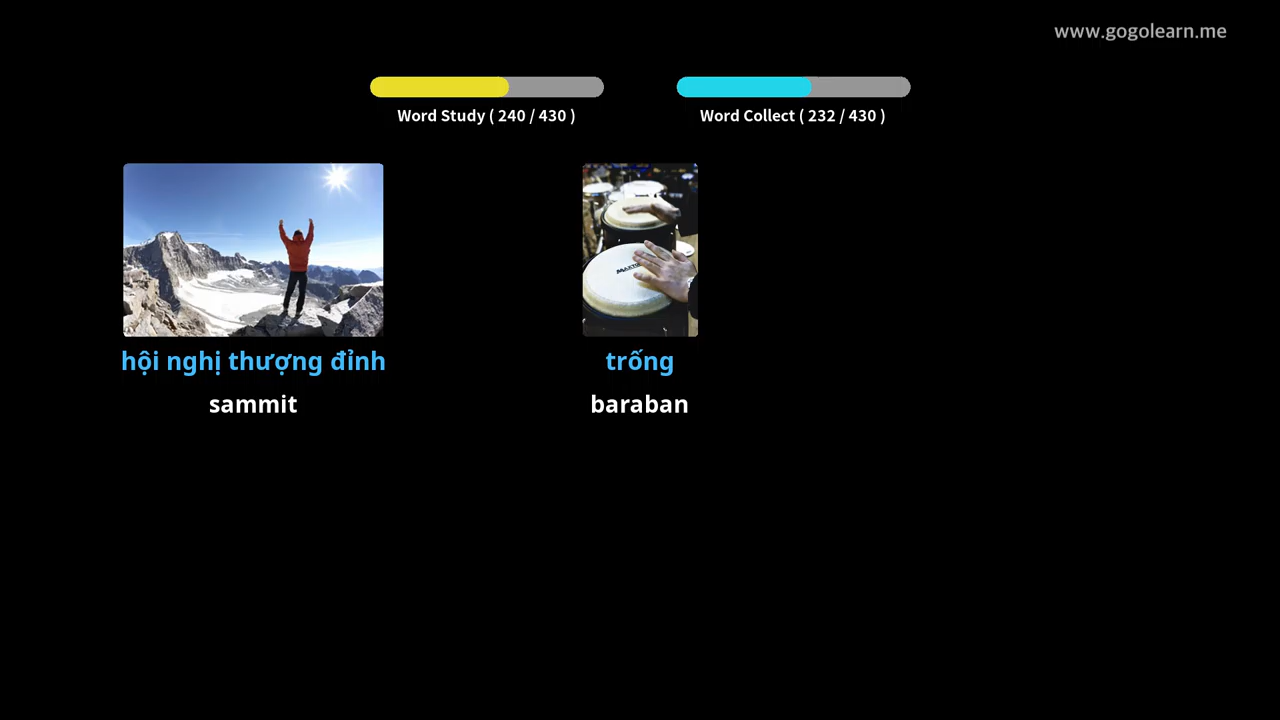 www.gogolearn.me
Word Study ( 240 / 430 )
Word Collect ( 232 / 430 )
hội nghị thượng đỉnh
sammit
trống
baraban